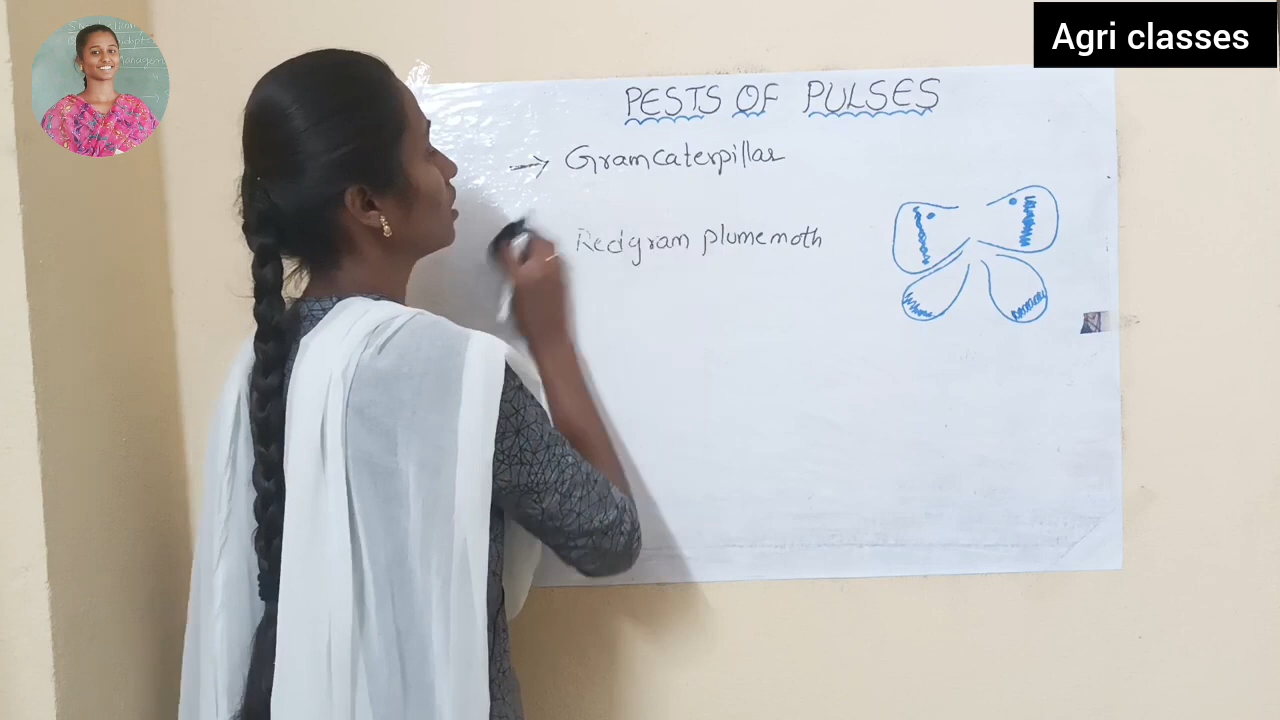 Agri classes
PESTS OF PULSES
→ Gramcaterpillar
Redgram plumemoth